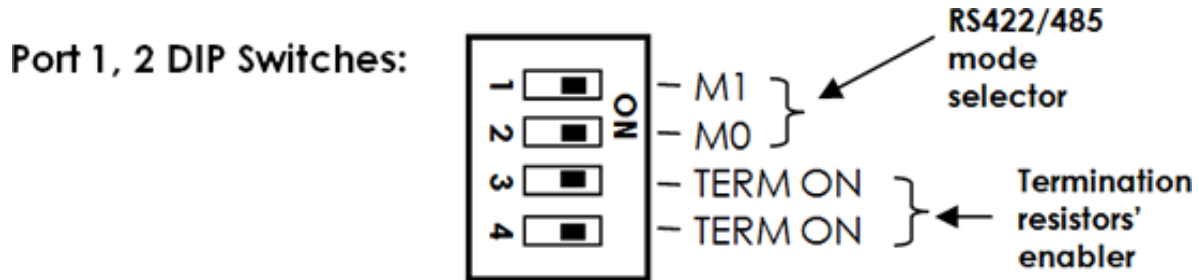 Port 1, 2 DIP Switches:
RS422/485
mode
selector
1
M1
ON
2
M0
3
TERM ON
4
TERM ON
Termination
resistors’
enabler